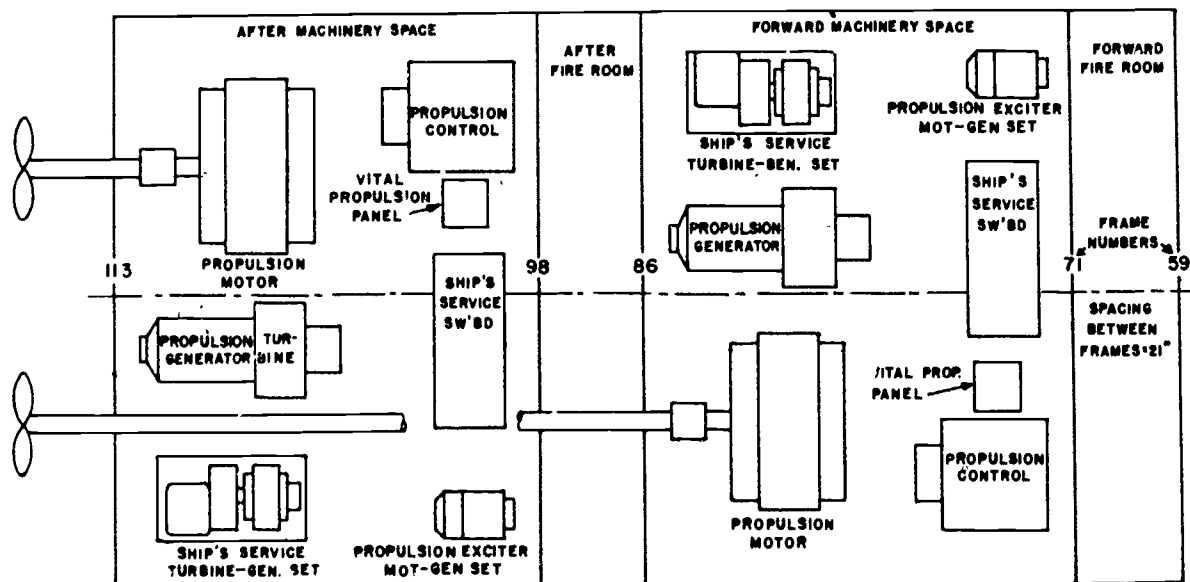 AFTER MACHINERY SPACE
AFTER
FIRE ROOM
FORWARD MACHINERY SPACE
FORWARD
FIRE ROOM
PROPULSION
CONTROL
VITAL
PROPULSION
PANEL
PROPULSION
MOTOR
SHIP'S
SERVICE
SW'BD
PROPULSION TUR-
GENERATOR BINE
SHIP'S SERVICE
TURBINE-GEN. SET
PROPULSION EXCITER
MOT-GEN SET
113
98
86
SHIP'S SERVICE
TURBINE-GEN. SET
PROPULSION EXCITER
MOT-GEN SET
PROPULSION
GENERATOR
SHIP'S
SERVICE
SW'BD
FRAME
NUMBERS
71
59
SPACING
BETWEEN
FRAMES=21"
PROPULSION
MOTOR
PROP.
PANEL
PROPULSION
CONTROL